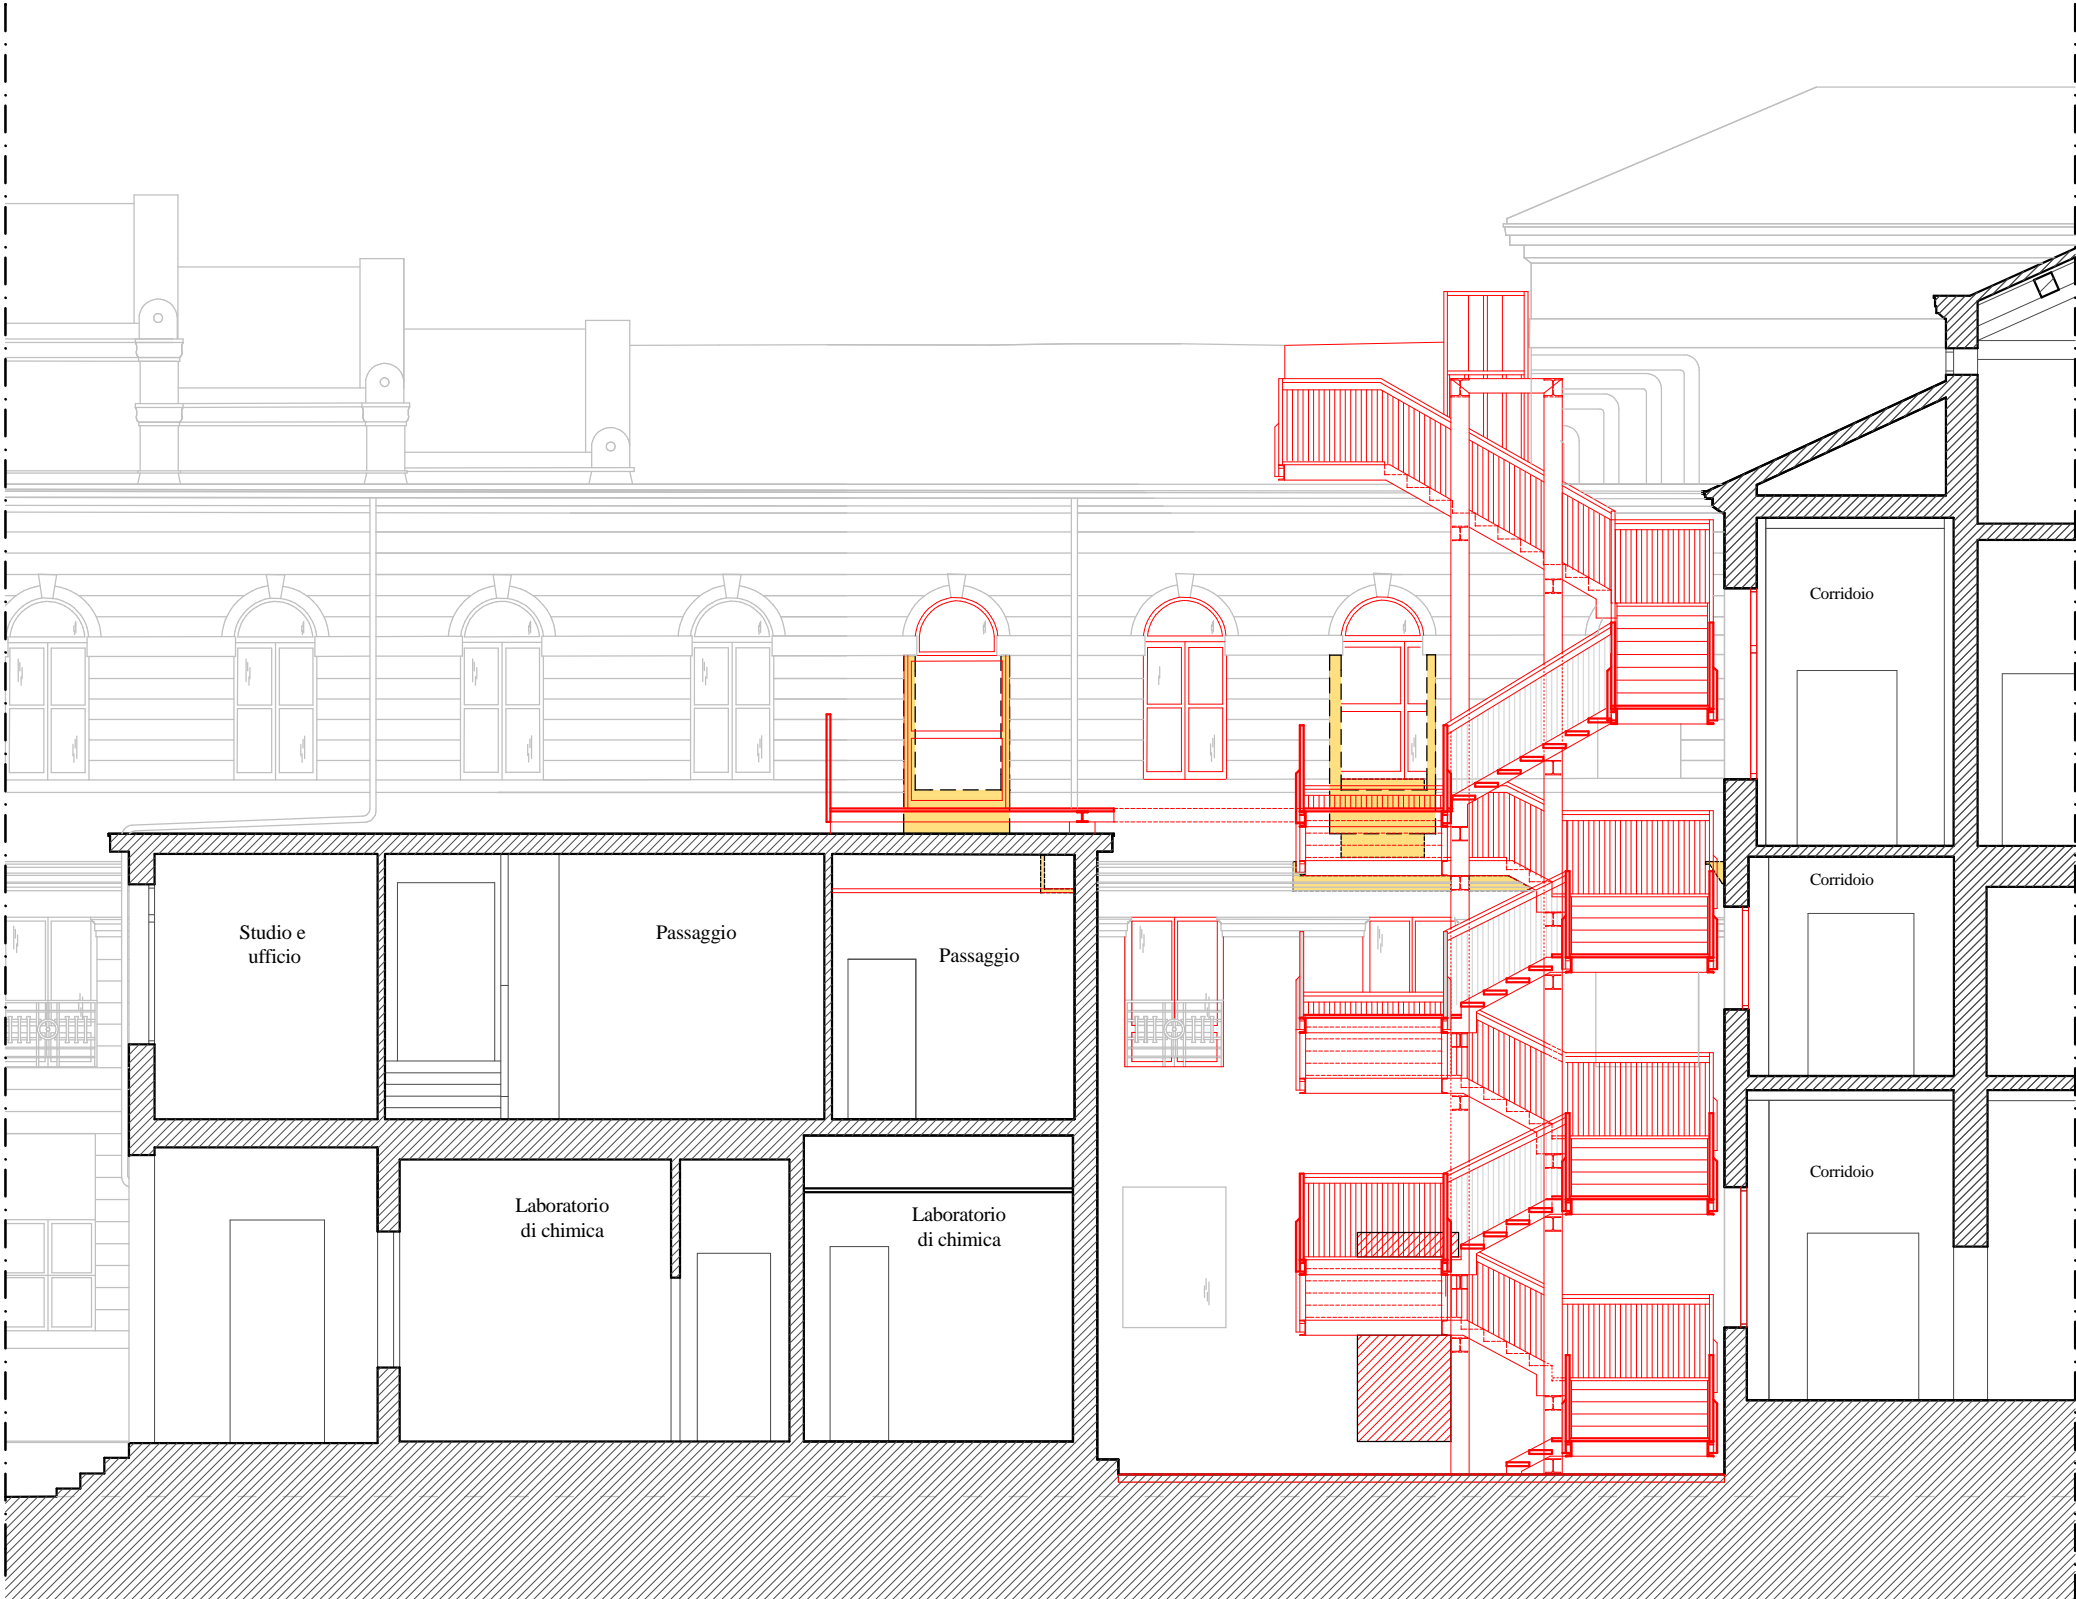 Corridoio
Corridoio
Studio e
ufficio
Passaggio
Passaggio
Corridoio
Laboratorio
di chimica
Laboratorio
di chimica